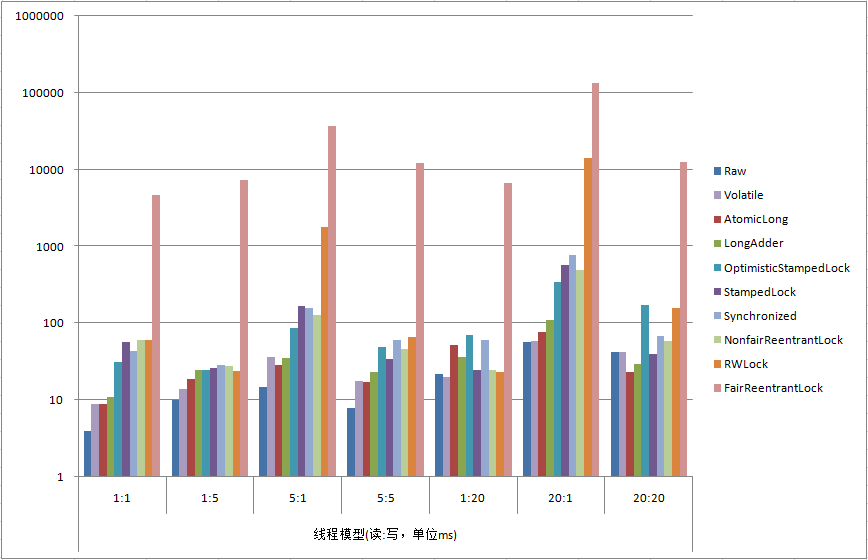 1000000
100000
10000
1000
100
10
1
1:1 1:5 5:1 5:5 1:20 20:1 20:20
线程模型(读:写，单位ms)
Raw
Volatile
AtomicLong
LongAdder
OptimisticStampedLock
StampedLock
Synchronized
NonfairReentrantLock
RWLock
FairReentrantLock